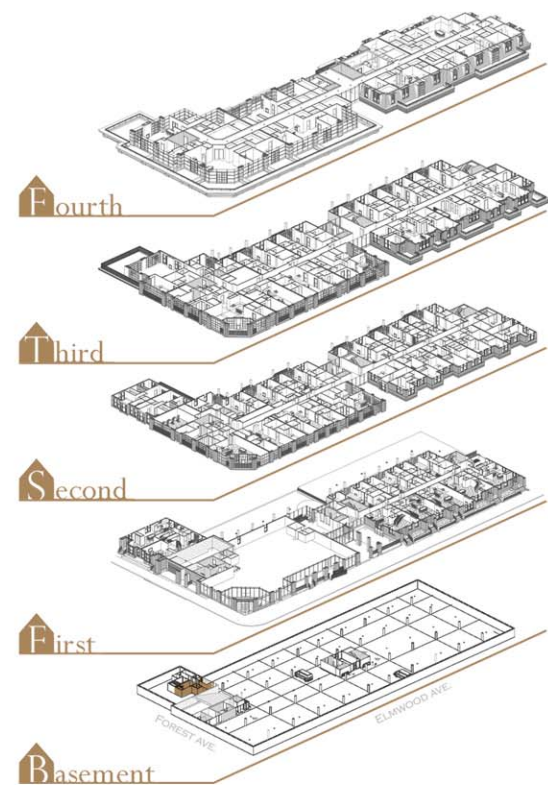 Fourth
Third
Second
First
FOREST AVE.
ELMWOOD AVE.
Basement